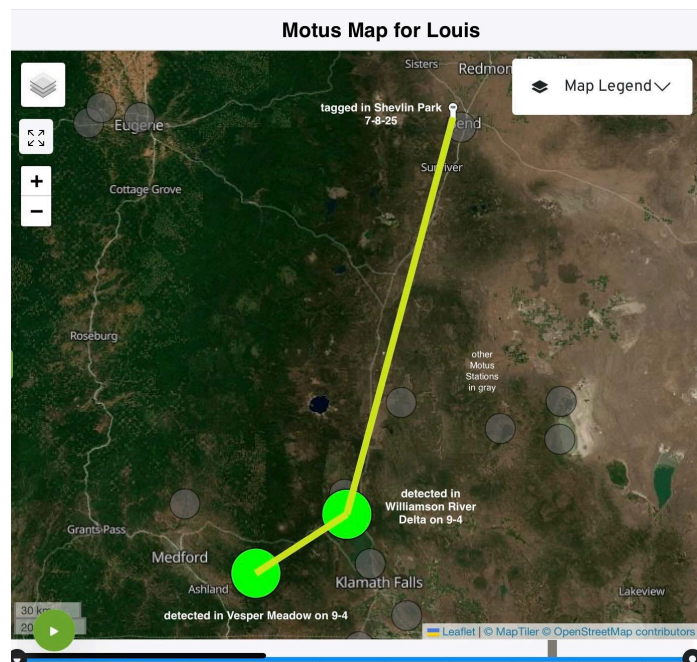 Motus Map for Louis
Sisters
Map Legend
tagged in Shevlin Park
7-8-25
Eugene
Sunriver
Cottage Grove
Roseburg
other
Motus
Stations
in gray
detected in
Williamson River
Delta on 9-4
Grants Pass
Medford
Ashland
Klamath Falls
Lakeview
detected in Vesper Meadow on 9-4
30 km
20
Leaflet | © MapTiler © OpenStreetMap contributors